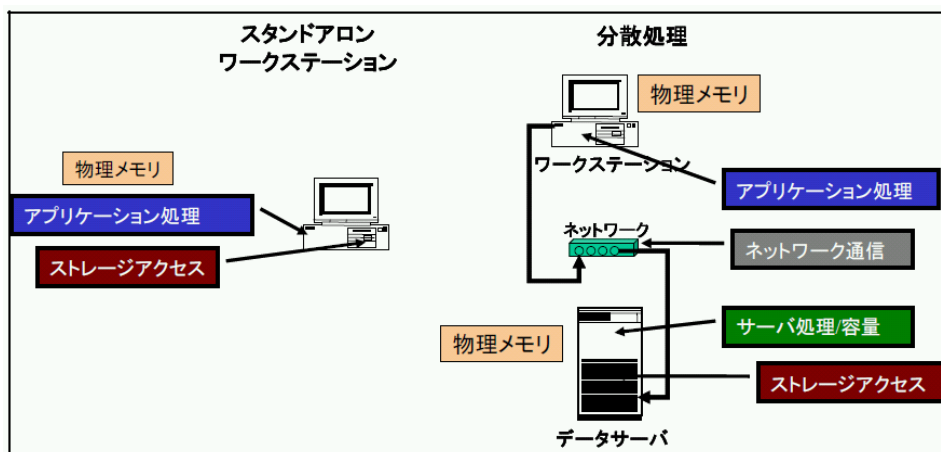 スタンドアロン
ワークステーション
物理メモリ
アプリケーション処理
ストレージアクセス
分散処理
物理メモリ
ワークステーション
アプリケーション処理
ネットワーク
ネットワーク通信
サーバ処理/容量
物理メモリ
ストレージアクセス
データサーバ